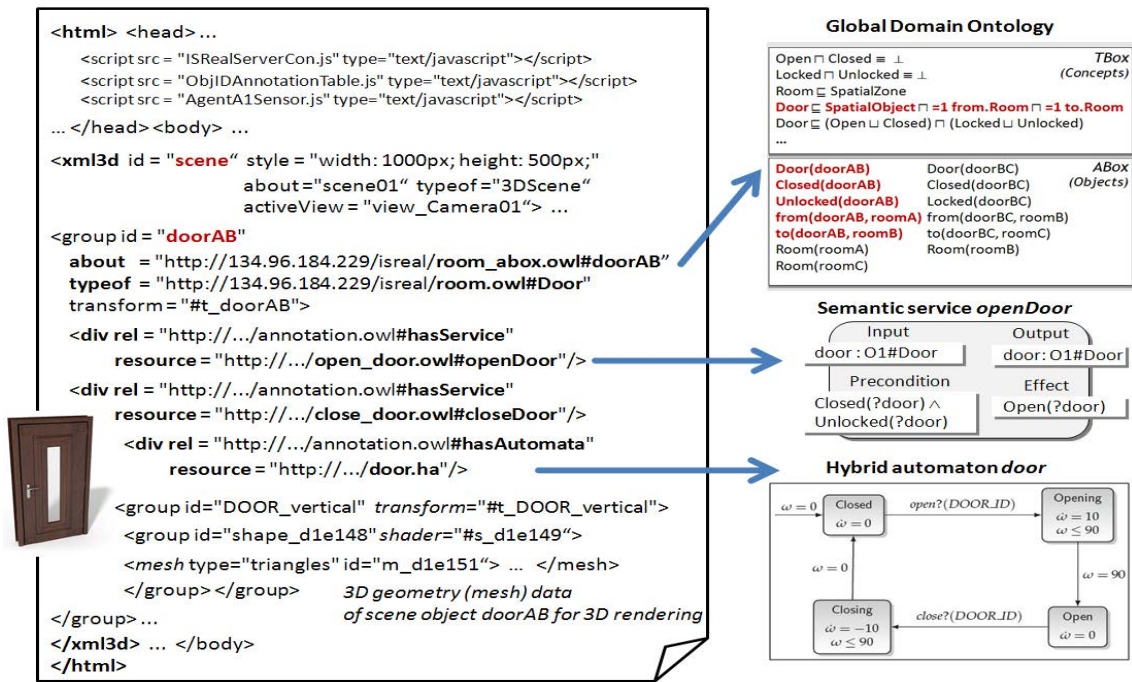 <html> <head>...
<script src = "ISRealServerCon.js" type="text/javascript"></script>
<script src = "ObjIDAnnotationTable.js" type="text/javascript"></script>
<script src = "AgentA1Sensor.js" type="text/javascript"></script>
... </head><body> ...
<xml3d id = "scene“ style = "width: 1000px; height: 500px;"
about ="scene01“ typeof ="3DScene“
activeView = "view_Camera01“> ...
<group id = "doorAB"
about = "http://134.96.184.229/isreal/room_abox.owl#doorAB”
typeof = "http://134.96.184.229/isreal/room.owl#Door"
transform = "#t_doorAB">
<div rel = "http://.../annotation.owl#hasService"
resource = "http://.../open_door.owl#openDoor"/>
<div rel = "http://.../annotation.owl#hasService"
resource = "http://.../close_door.owl#closeDoor"/>
<div rel = "http://.../annotation.owl#hasAutomata"
resource = "http://.../door.ha"/>
<group id="DOOR_vertical" transform="#t_DOOR_vertical">
<group id="shape_d1e148" shader="#s_d1e149“>
<mesh type="triangles" id="m_d1e151“> ... </mesh>
</group></group> 3D geometry (mesh) data
of scene object doorAB for 3D rendering
</group>...
</xml3d> ... </body>
</html>
Global Domain Ontology
Open ⊓ Closed ≡ ⊥ TBox
Locked ⊓ Unlocked ≡ ⊥ (Concepts)
Room ⊑ SpatialZone
Door ⊑ SpatialObject ⊓ =1 from.Room ⊓ =1 to.Room
Door ⊑ (Open ⊔ Closed) ⊓ (Locked ⊔ Unlocked)
...
Door(doorAB) Door(doorBC) ABox
Closed(doorAB) Closed(doorBC) (Objects)
Unlocked(doorAB) Locked(doorBC)
from(doorAB, roomA) from(doorBC, roomB)
to(doorAB, roomB) to(doorBC, roomC)
Room(roomA) Room(roomB)
Room(roomC)
Semantic service openDoor
Input Output
door : O1#Door door: O1#Door
Precondition Effect
Closed(?door) ∧ Open(?door)
Unlocked(?door)
Hybrid automaton door
ω = 0 Closed open?(DOOR_ID) Opening
ω̇ = 0 ω̇ = 10
ω ≤ 90
ω = 0 ω = 90
Closing close?(DOOR_ID) Open
ω̇ = −10 ω̇ = 0
ω ≤ 90